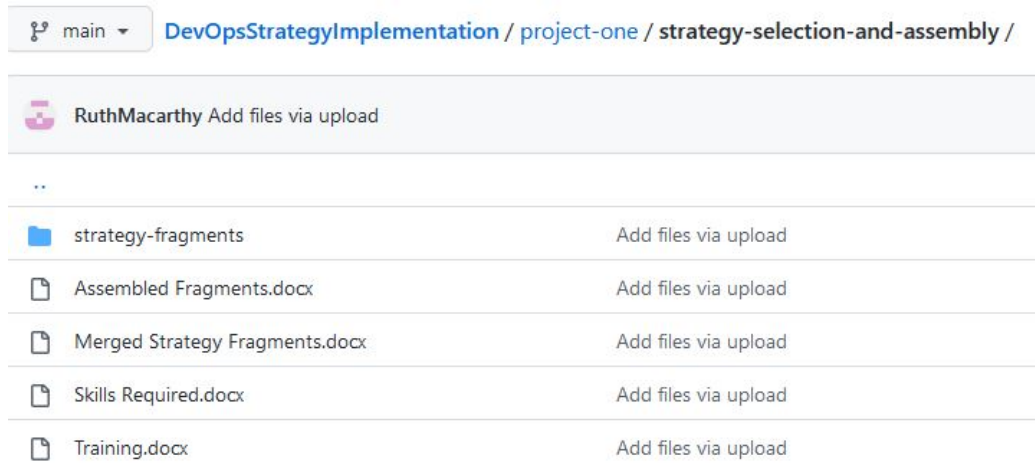 main DevOpsStrategyImplementation / project-one / strategy-selection-and-assembly /
RuthMacarthy Add files via upload
..
strategy-fragments Add files via upload
Assembled Fragments.docx Add files via upload
Merged Strategy Fragments.docx Add files via upload
Skills Required.docx Add files via upload
Training.docx Add files via upload